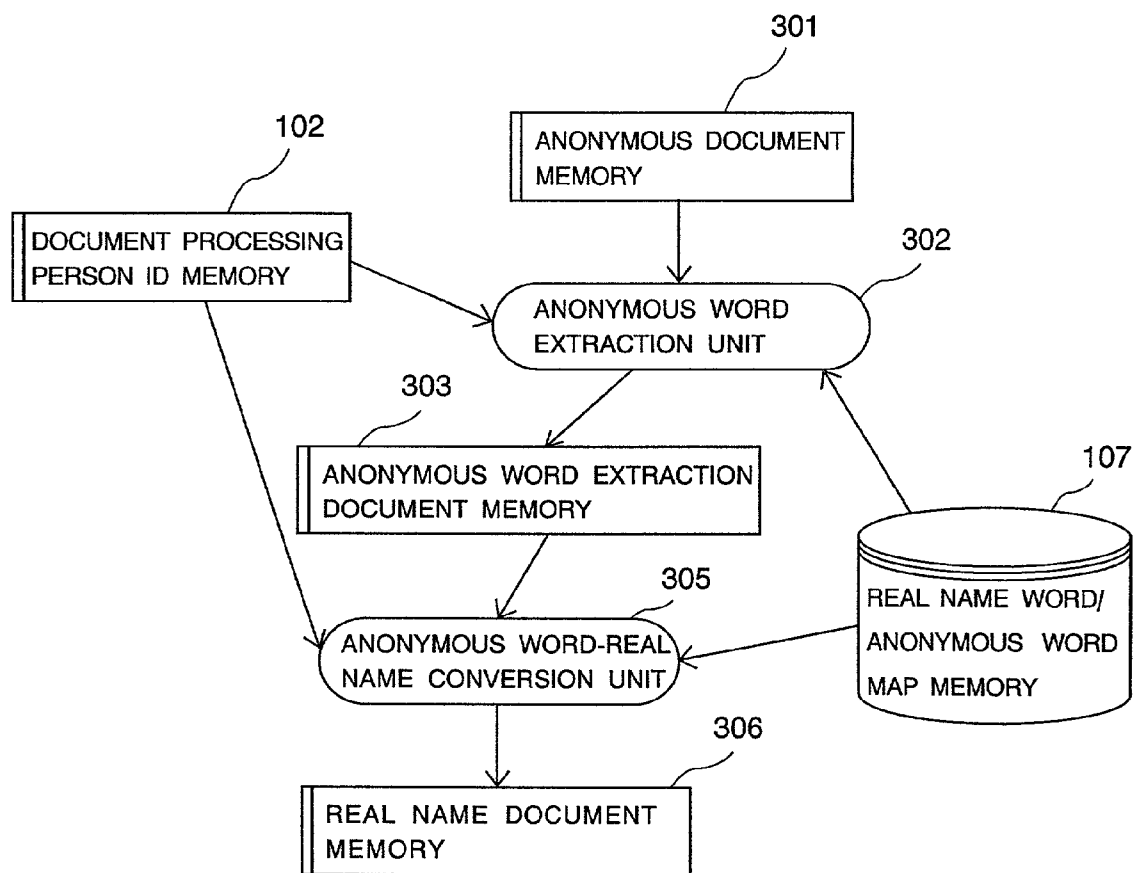 301
ANONYMOUS DOCUMENT
MEMORY
102
DOCUMENT PROCESSING
PERSON ID MEMORY
302
ANONYMOUS WORD
EXTRACTION UNIT
303
ANONYMOUS WORD EXTRACTION
DOCUMENT MEMORY
107
REAL NAME WORD/
ANONYMOUS WORD
MAP MEMORY
305
ANONYMOUS WORD-REAL
NAME CONVERSION UNIT
306
REAL NAME DOCUMENT
MEMORY